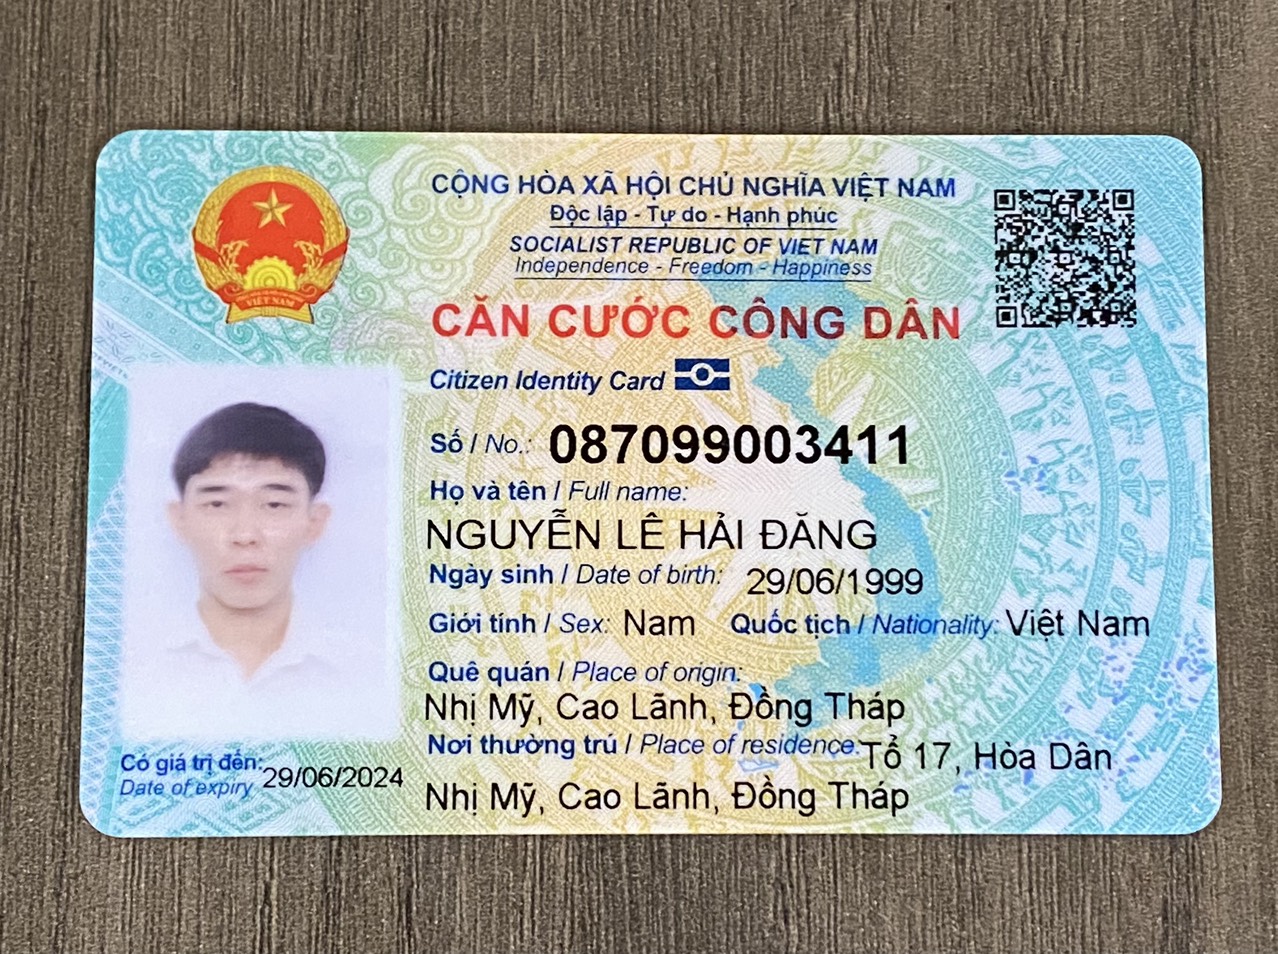 CỘNG HÒA XÃ HỘI CHỦ NGHĨA VIỆT NAM
Độc lập - Tự do - Hạnh phúc
SOCIALIST REPUBLIC OF VIET NAM
Independence - Freedom - Happiness
CĂN CƯỚC CÔNG DÂN
Citizen Identity Card
VIỆT NAM
Số / No.: 087099003411
Họ và tên / Full name:
NGUYỄN LÊ HẢI ĐĂNG
Ngày sinh / Date of birth: 29/06/1999
Giới tính / Sex: Nam Quốc tịch / Nationality: Việt Nam
Quê quán / Place of origin:
Nhị Mỹ, Cao Lãnh, Đồng Tháp
Nơi thường trú / Place of residence: Tổ 17, Hòa Dân
Nhị Mỹ, Cao Lãnh, Đồng Tháp
Có giá trị đến: 29/06/2024
Date of expiry